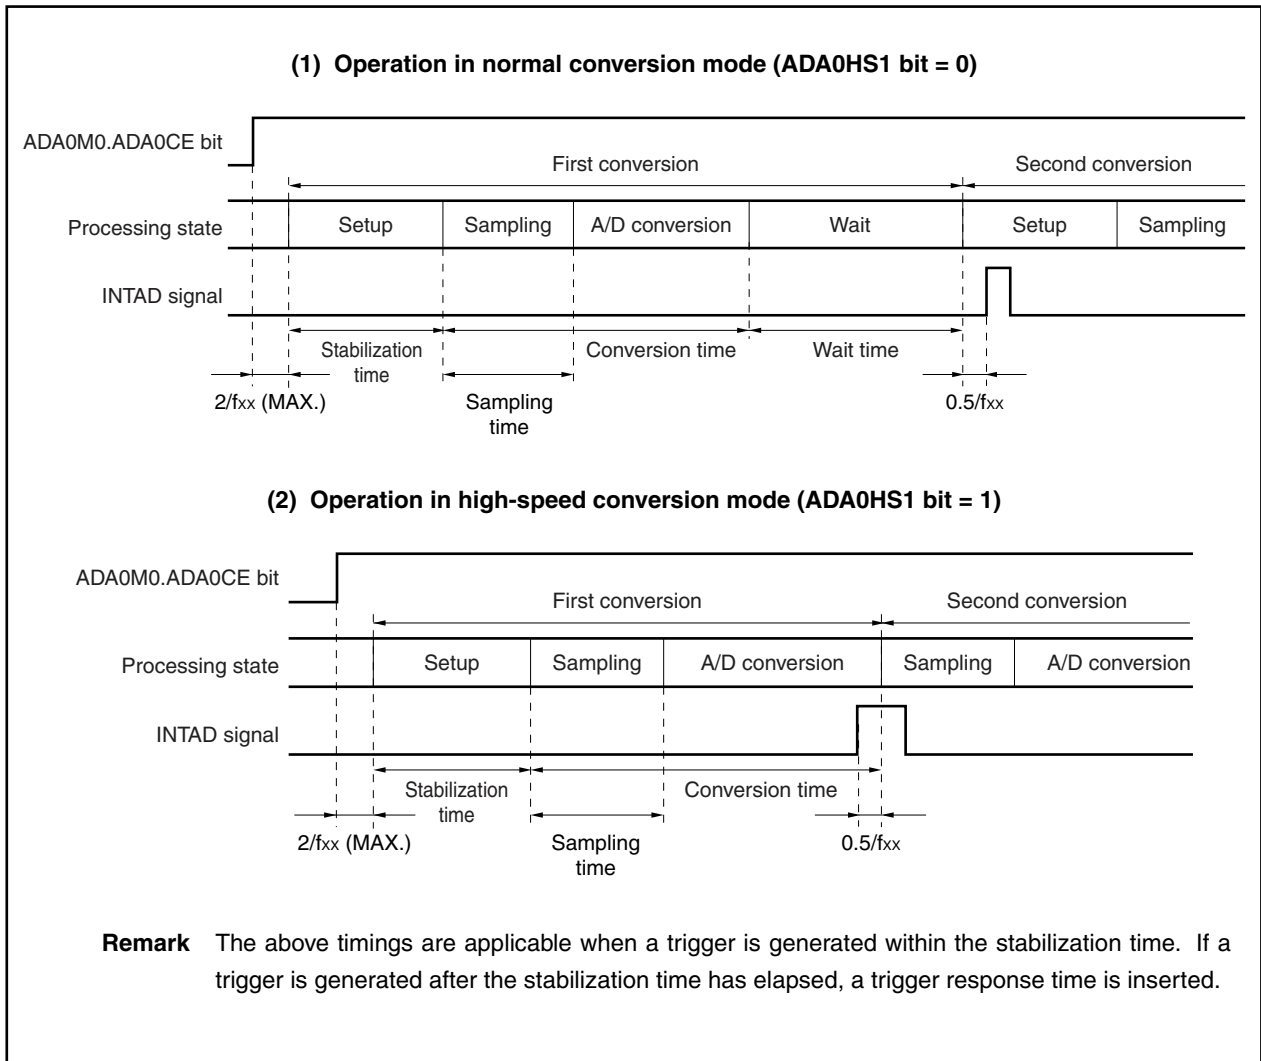 (1) Operation in normal conversion mode (ADA0HS1 bit = 0)
ADA0M0.ADA0CE bit
First conversion
Second conversion
Processing state
Setup
Sampling
A/D conversion
Wait
Setup
Sampling
INTAD signal
Stabilization
time
Conversion time
Wait time
2/fxx (MAX.)
Sampling
time
0.5/fxx
(2) Operation in high-speed conversion mode (ADA0HS1 bit = 1)
ADA0M0.ADA0CE bit
First conversion
Second conversion
Processing state
Setup
Sampling
A/D conversion
Sampling
A/D conversion
INTAD signal
Stabilization
time
Conversion time
2/fxx (MAX.)
Sampling
time
0.5/fxx
Remark The above timings are applicable when a trigger is generated within the stabilization time. If a
trigger is generated after the stabilization time has elapsed, a trigger response time is inserted.